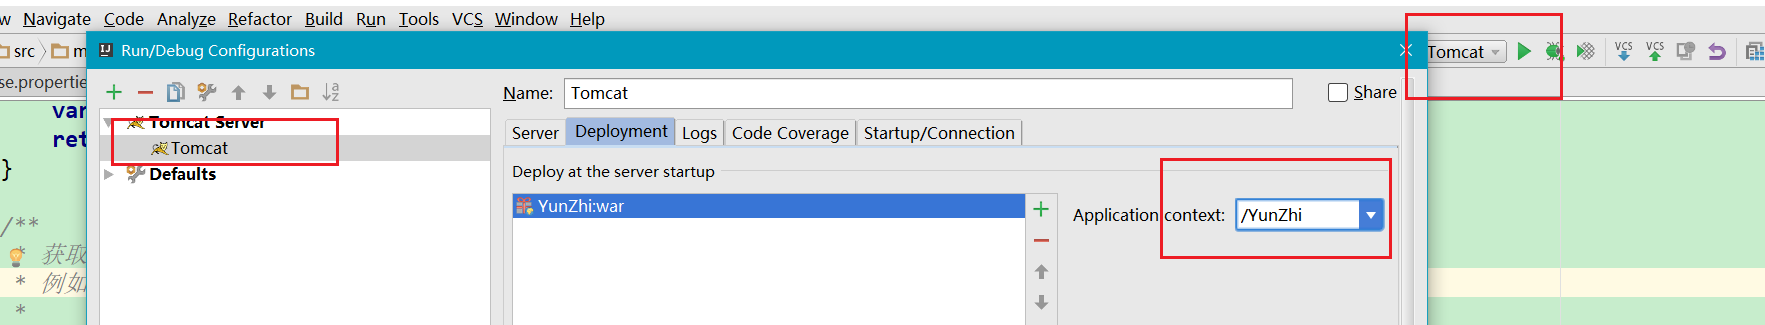 w Navigate Code Analyze Refactor Build Run Tools VCS Window Help
src m
Run/Debug Configurations
Tomcat
VCS VCS
se.propertie
Name: Tomcat
Share
var
Tomcat Server
ret
Tomcat
}
Defaults
Server Deployment Logs Code Coverage Startup/Connection
Deploy at the server startup
YunZhi:war
Application context: /YunZhi
/**
* 获取
* 例如
*